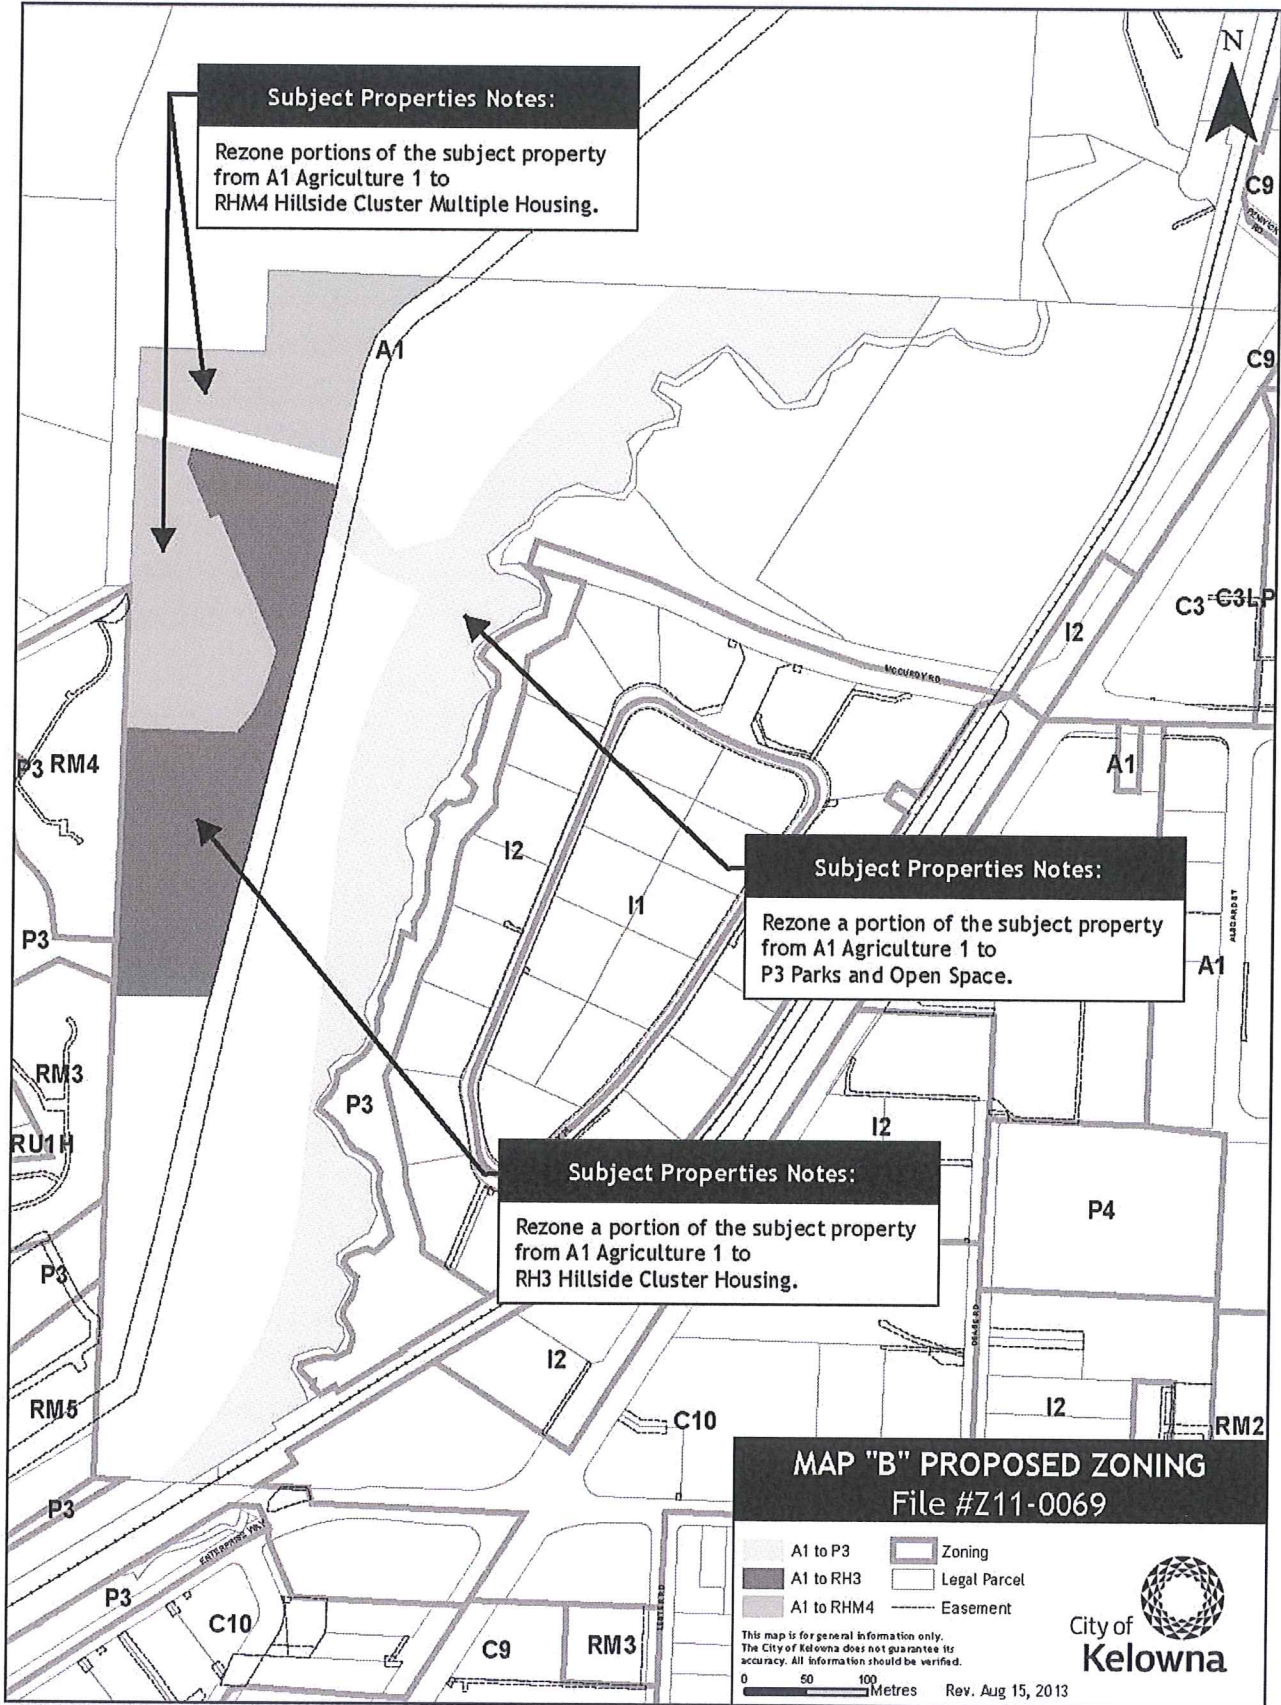 N
Subject Properties Notes:
Rezone portions of the subject property
from A1 Agriculture 1 to
RHM4 Hillside Cluster Multiple Housing.
C9
A1
C9
C3
C3LP
I2
MCCURDY RD
P3
RM4
A1
I2
I1
Subject Properties Notes:
Rezone a portion of the subject property
from A1 Agriculture 1 to
P3 Parks and Open Space.
P3
A1
RM3
P3
I2
RU1H
Subject Properties Notes:
Rezone a portion of the subject property
from A1 Agriculture 1 to
RH3 Hillside Cluster Housing.
P4
P3
I2
RM5
C10
I2
RM2
P3
ENTERPRISE WAY
P3
C10
C9
RM3
MAP "B" PROPOSED ZONING
File #Z11-0069
A1 to P3
Zoning
A1 to RH3
Legal Parcel
A1 to RHM4
Easement
This map is for general information only.
The City of Kelowna does not guarantee its
accuracy. All information should be verified.
0 50 100
Metres
Rev. Aug 15, 2013
City of
Kelowna